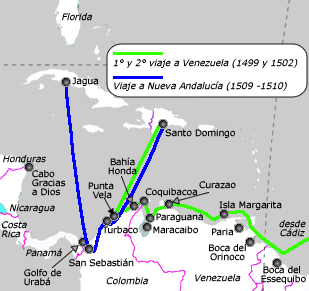 Florida
1° y 2° viaje a Venezuela (1499 y 1502)
Viaje a Nueva Andalucía (1509 -1510)
Jagua
Santo Domingo
Honduras
Cabo
Gracias
a Dios
Nicaragua
Costa
Rica
Panamá
Golfo de
Urabá
San Sebastián
Punta
Vela
Bahía
Honda
Turbaco
Coquibacoa
Curazao
Paraguaná
Maracaibo
Isla Margarita
Paria
Boca del
Orinoco
desde
Cádiz
Boca del
Essequibo
Colombia
Venezuela